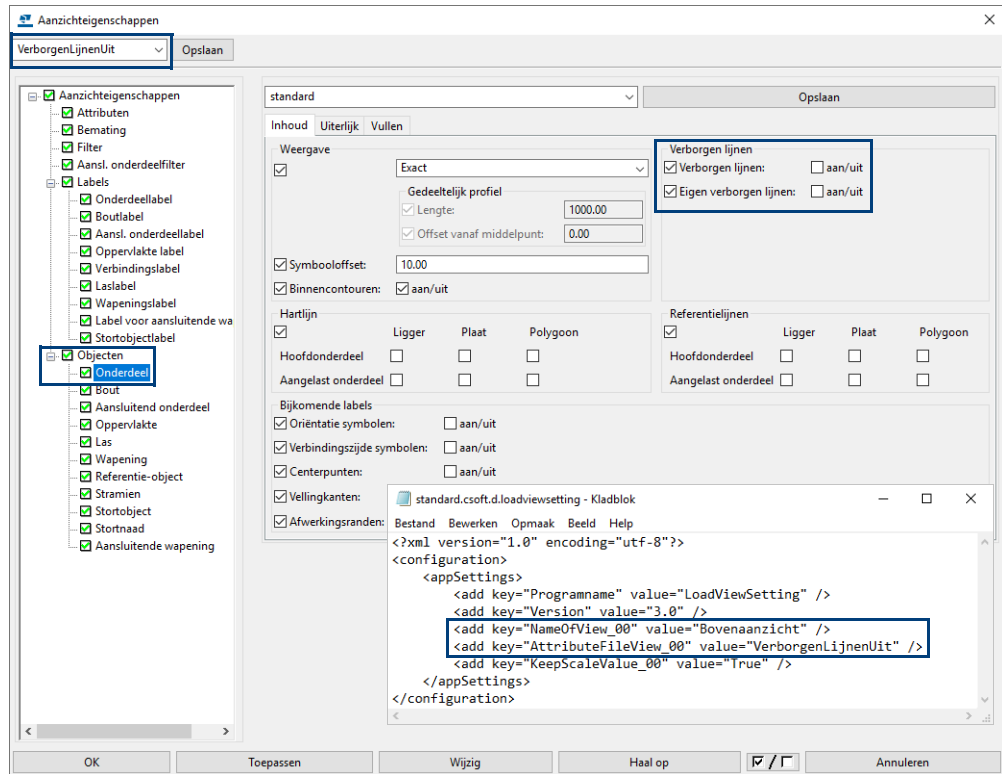 Aanzichteigenschappen
VerborgenLijnenUit Opslaan
Aanzichteigenschappen
Attributen
Bemating
Filter
Aansl. onderdeelfilter
Labels
Onderdeellabel
Boutlabel
Aansl. onderdeellabel
Oppervlakte label
Verbindingslabel
Laslabel
Wapeningslabel
Label voor aansluitende wa
Stortobjectlabel
Objecten
Onderdeel
Bout
Aansluitend onderdeel
Oppervlakte
Las
Wapening
Referentie-object
Stramien
Stortobject
Stortnaad
Aansluitende wapening
standard Opslaan
Inhoud Uiterlijk Vullen
Weergave
Exact
Gedeeltelijk profiel
Lengte: 1000.00
Offset vanaf middelpunt: 0.00
Symbooloffset: 10.00
Binnencontouren: aan/uit
Verborgen lijnen
Verborgen lijnen: aan/uit
Eigen verborgen lijnen: aan/uit
Hartlijn
Ligger Plaat Polygoon
Hoofdonderdeel
Aangelast onderdeel
Referentielijnen
Ligger Plaat Polygoon
Hoofdonderdeel
Aangelast onderdeel
Bijkomende labels
Oriëntatie symbolen: aan/uit
Verbindingszijde symbolen: aan/uit
Centerpunten: aan/uit
Vellingkanten:
Afwerkingsranden:
standard.csoft.d.loadviewsetting - Kladblok
Bestand Bewerken Opmaak Beeld Help
<?xml version="1.0" encoding="utf-8"?>
<configuration>
<appSettings>
<add key="Programname" value="LoadViewSetting" />
<add key="Version" value="3.0" />
<add key="NameOfView_00" value="Bovenaanzicht" />
<add key="AttributeFileView_00" value="VerborgenLijnenUit" />
<add key="KeepScaleValue_00" value="True" />
</appSettings>
</configuration>
OK Toepassen Wijzig Haal op / Annuleren